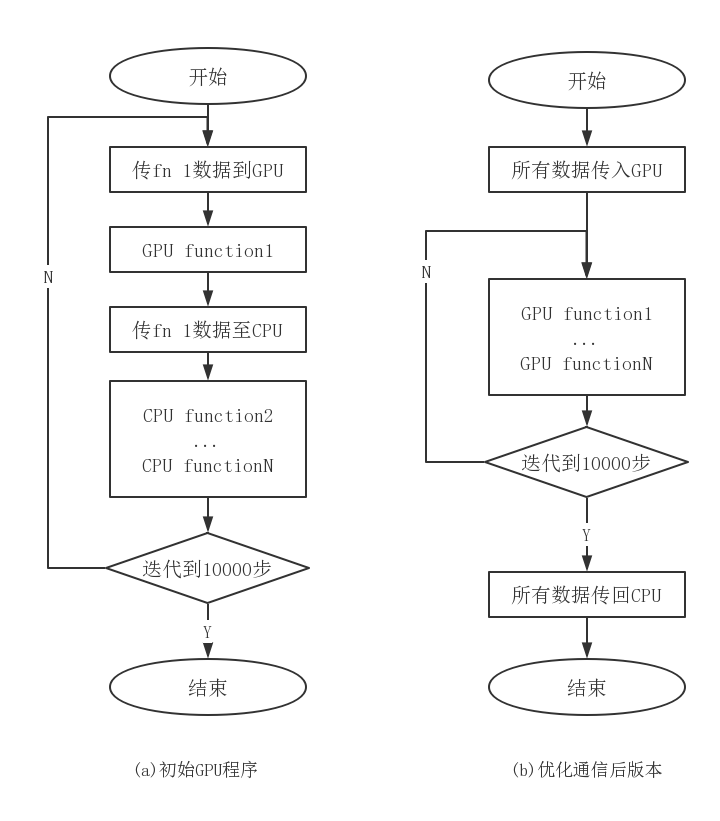 开始
传fn 1数据到GPU
GPU function1
N
传fn 1数据至CPU
CPU function2
...
CPU functionN
迭代到10000步
Y
结束
(a)初始GPU程序
开始
所有数据传入GPU
N
GPU function1
...
GPU functionN
迭代到10000步
Y
所有数据传回CPU
结束
(b)优化通信后版本